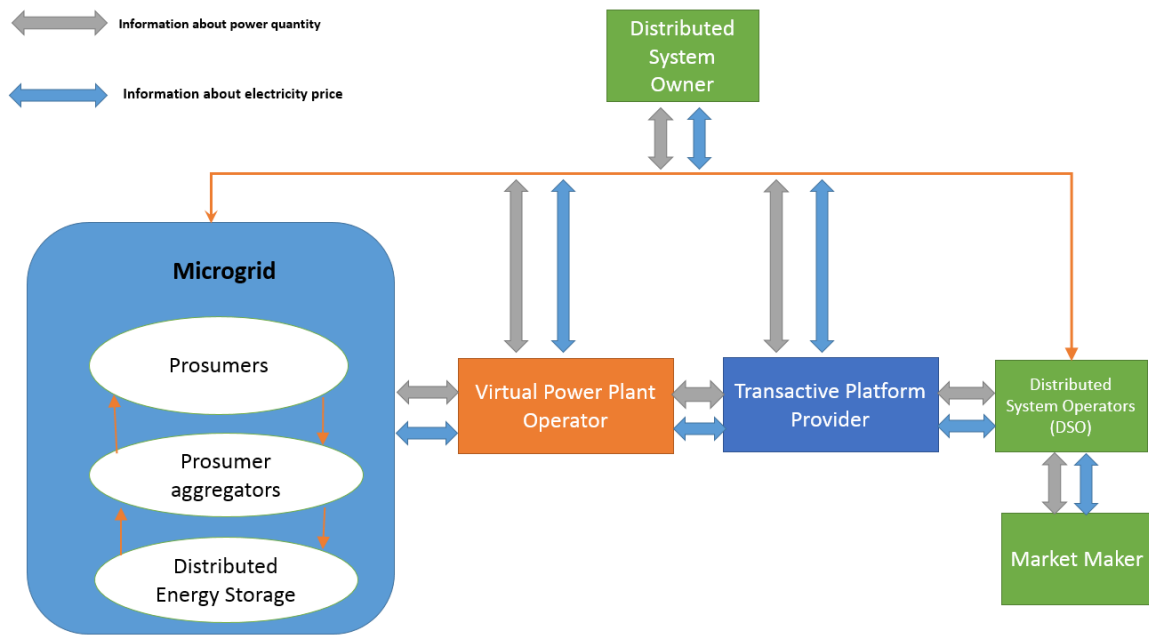 Information about power quantity
Information about electricity price
Distributed
System
Owner
Microgrid
Prosumers
Prosumer
aggregators
Distributed
Energy Storage
Virtual Power Plant
Operator
Transactive Platform
Provider
Distributed
System Operators
(DSO)
Market Maker